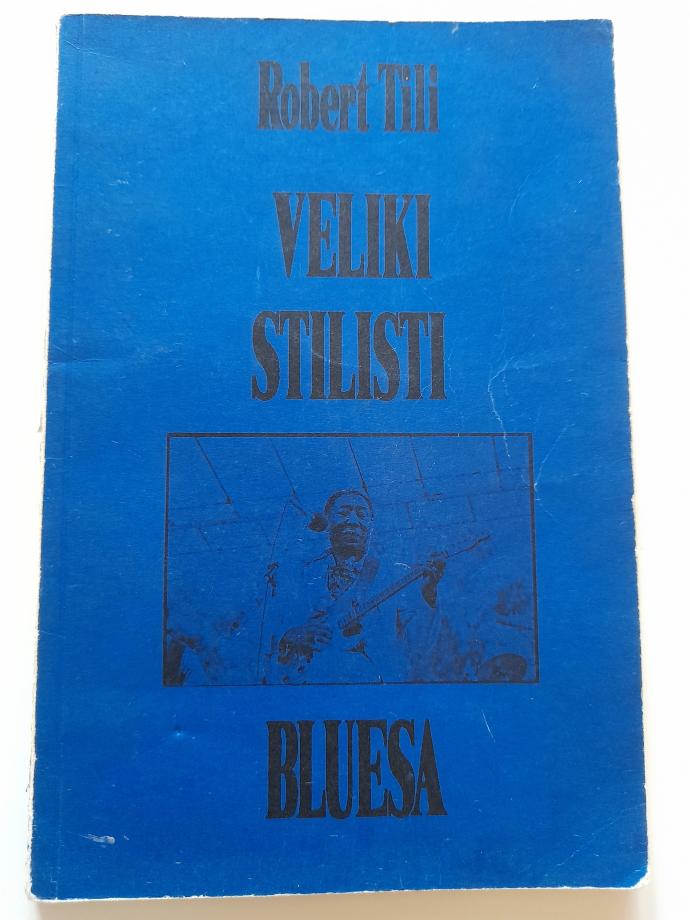 Robert Tili
VELIKI
STILISTI
BLUESA